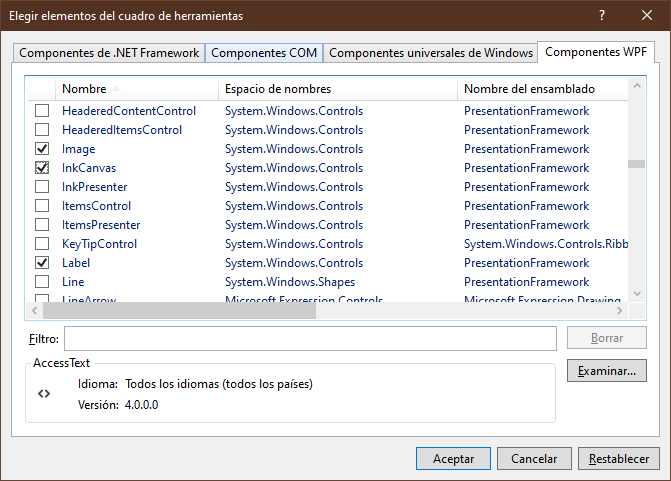 Elegir elementos del cuadro de herramientas ? ×
Componentes de .NET Framework Componentes COM Componentes universales de Windows Componentes WPF
Nombre Espacio de nombres Nombre del ensamblado
HeaderedContentControl System.Windows.Controls PresentationFramework
HeaderedItemsControl System.Windows.Controls PresentationFramework
Image System.Windows.Controls PresentationFramework
InkCanvas System.Windows.Controls PresentationFramework
InkPresenter System.Windows.Controls PresentationFramework
ItemsControl System.Windows.Controls PresentationFramework
ItemsPresenter System.Windows.Controls PresentationFramework
KeyTipControl System.Windows.Controls System.Windows.Controls.Ribb
Label System.Windows.Controls PresentationFramework
Line System.Windows.Shapes PresentationFramework
LineArrow Microsoft.Expression.Controls Microsoft.Expression.Drawing
Filtro: Borrar
AccessText Examinar...
Idioma: Todos los idiomas (todos los países)
Versión: 4.0.0.0
Aceptar Cancelar Restablecer